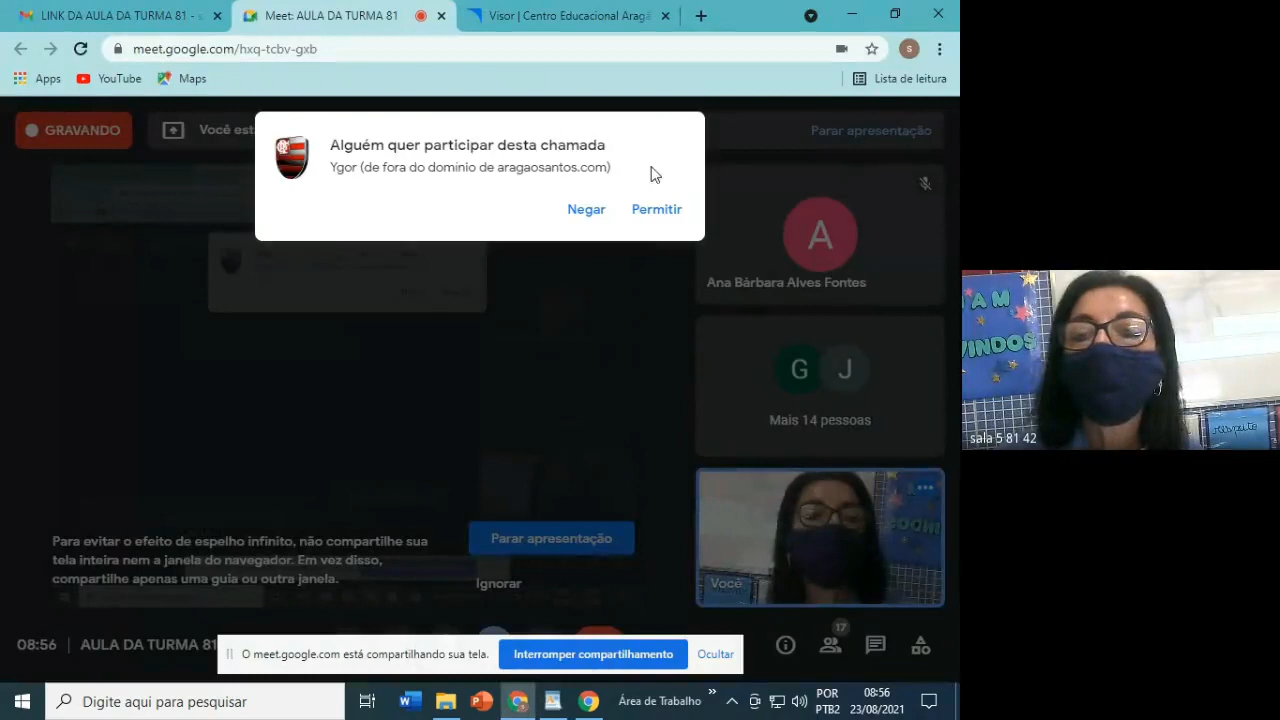 LINK DA AULA DA TURMA 81 - s
Meet: AULA DA TURMA 81
Visor | Centro Educacional Aragã
meet.google.com/hxq-tcbv-gxb
s
Apps
YouTube
Maps
Lista de leitura
GRAVANDO
Você est
Parar apresentação
Alguém quer participar desta chamada
Ygor (de fora do domínio de aragaosantos.com)
Negar
Permitir
A
Ana Bárbara Alves Fontes
G
J
Mais 14 pessoas
Para evitar o efeito de espelho infinito, não compartilhe sua
tela inteira nem a janela do navegador. Em vez disso,
compartilhe apenas uma guia ou outra janela.
Parar apresentação
Ignorar
Você
08:56 | AULA DA TURMA 81
17
O meet.google.com está compartilhando sua tela.
Interromper compartilhamento
Ocultar
Digite aqui para pesquisar
Área de Trabalho
POR
PTB2
08:56
23/08/2021
JAM
VINDOS
respeito
sala 5 81 42